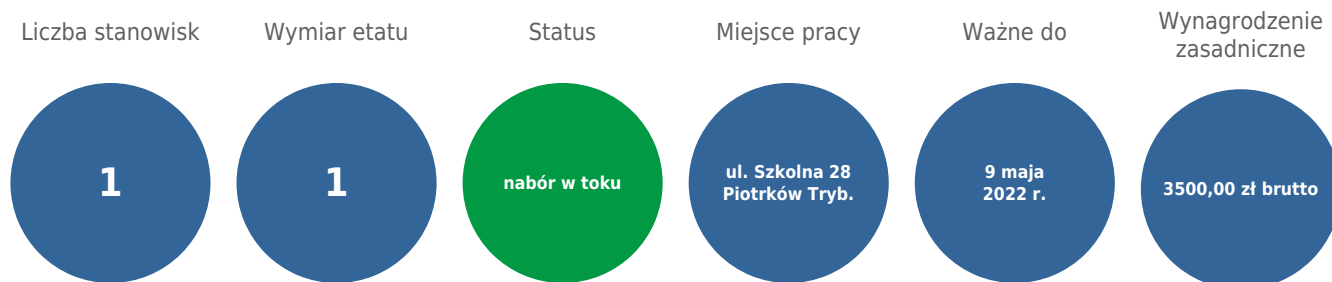 Liczba stanowisk
1
Wymiar etatu
1
Status
nabór w toku
Miejsce pracy
ul. Szkolna 28
Piotrków Tryb.
Ważne do
9 maja
2022 r.
Wynagrodzenie
zasadniczne
3500,00 zł brutto